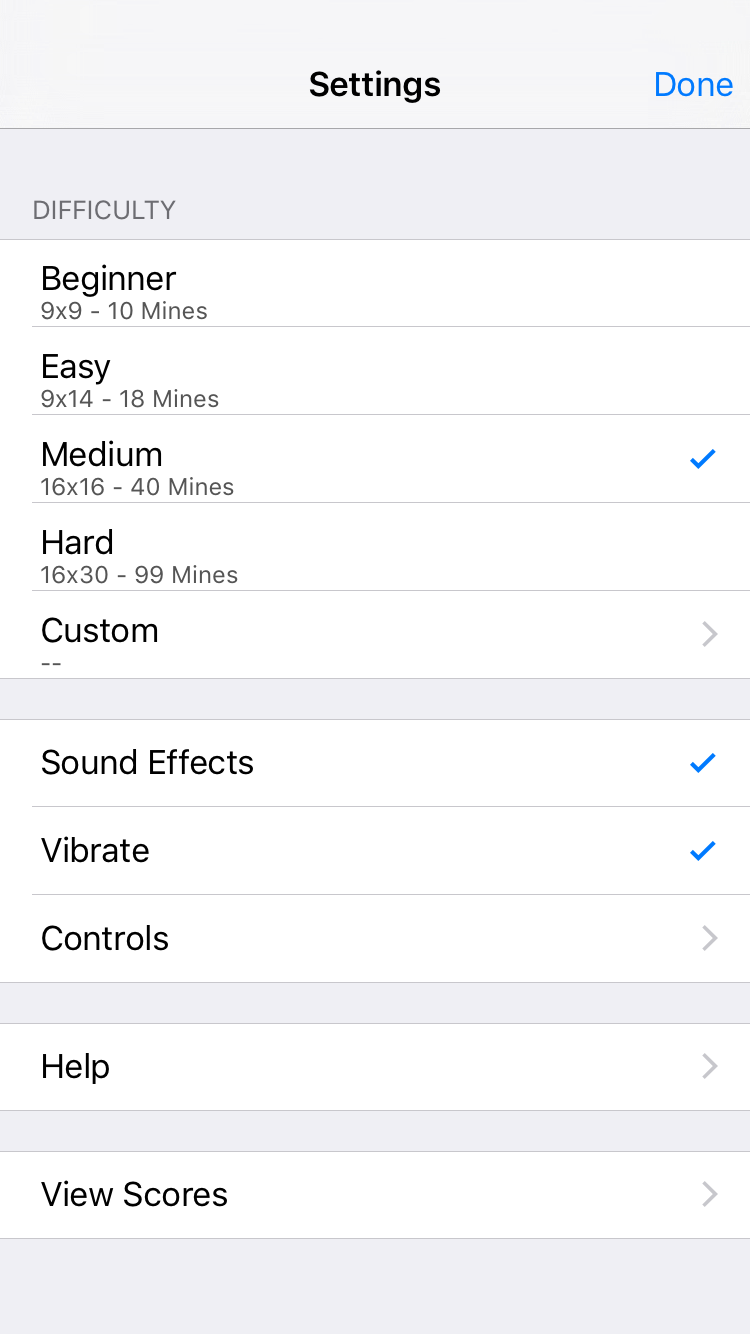 Settings
Done
DIFFICULTY
Beginner
9x9 - 10 Mines
Easy
9x14 - 18 Mines
Medium
16x16 - 40 Mines
Hard
16x30 - 99 Mines
Custom
--
Sound Effects
Vibrate
Controls
Help
View Scores